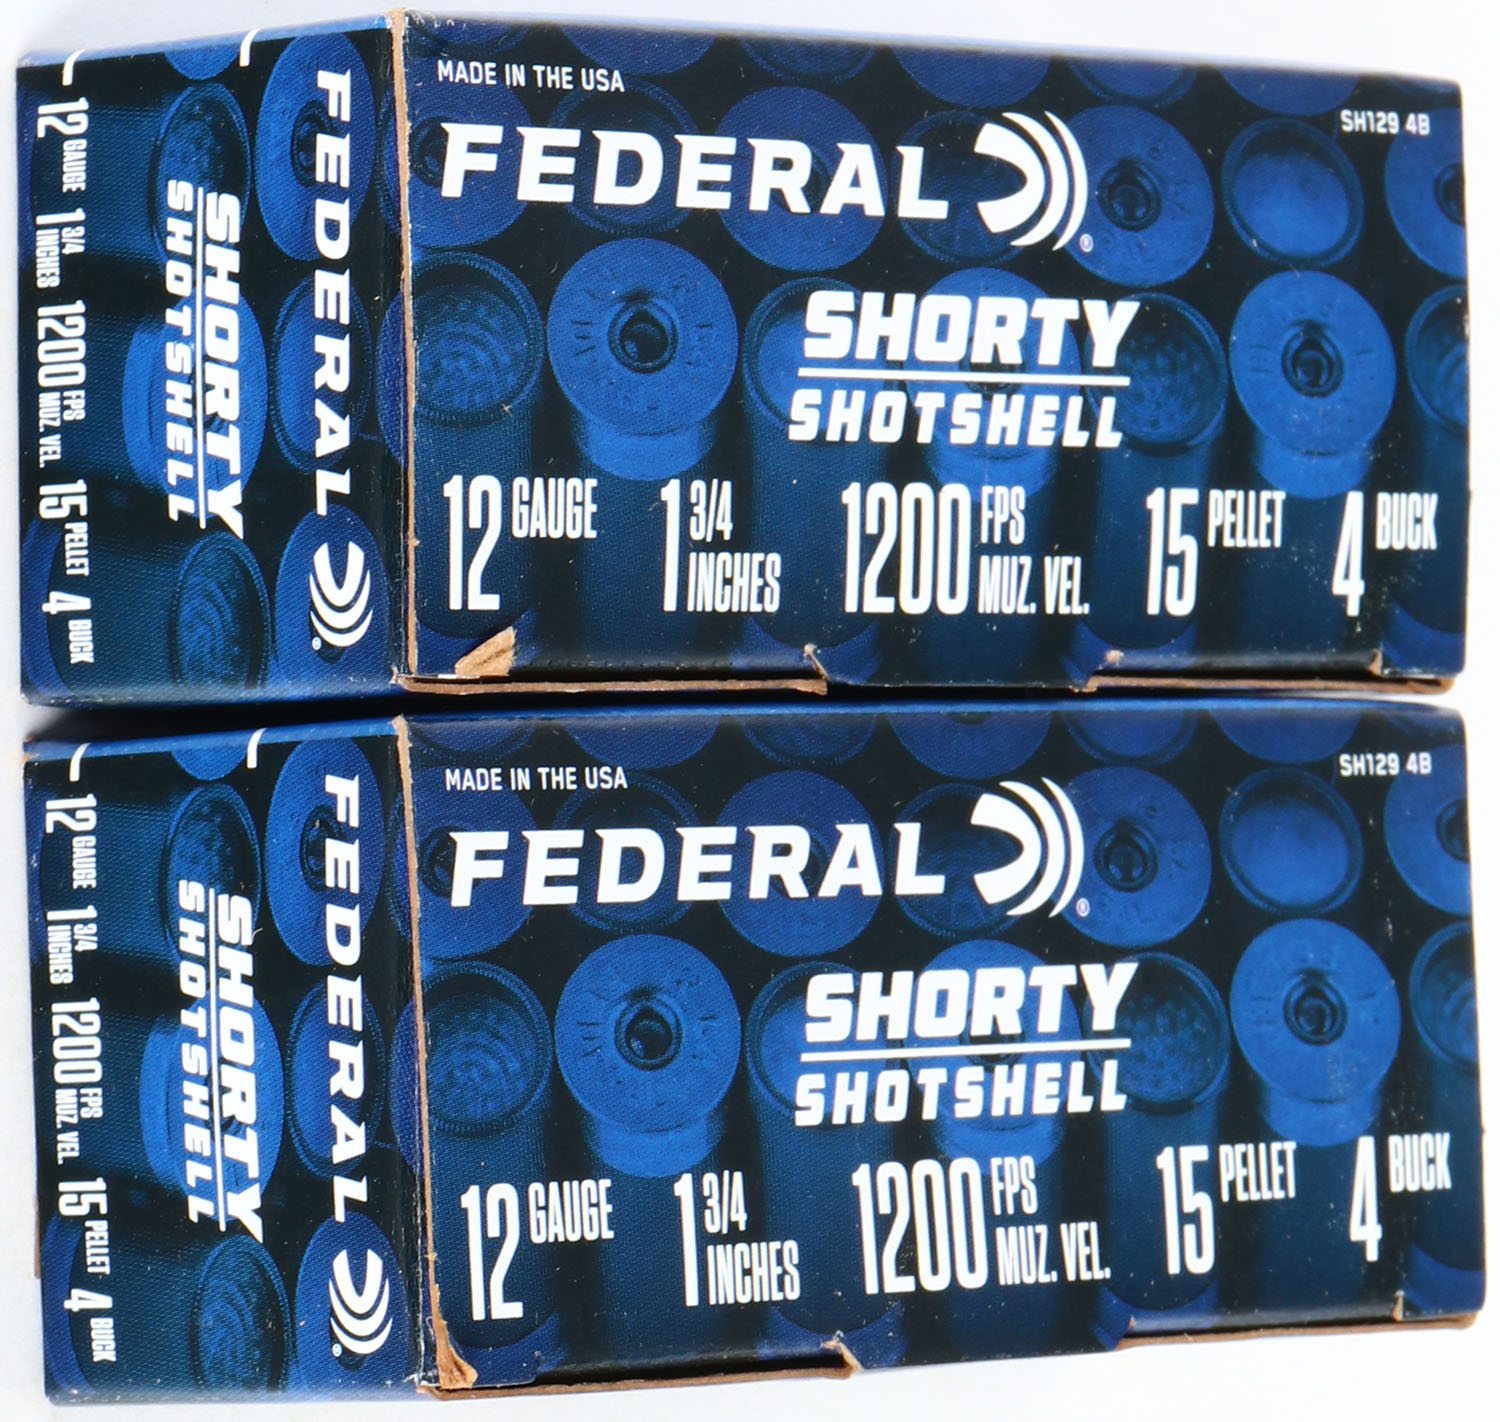 MADE IN THE USA
SH129 4B
FEDERAL
®
SHORTY
SHOTSHELL
12 GAUGE 1 3/4 INCHES 1200 FPS MUZ. VEL. 15 PELLET 4 BUCK
FEDERAL
®
SHORTY
SHOTSHELL
12 GAUGE 1 3/4 INCHES 1200 FPS MUZ. VEL. 15 PELLET 4 BUCK
MADE IN THE USA
SH129 4B
FEDERAL
®
SHORTY
SHOTSHELL
12 GAUGE 1 3/4 INCHES 1200 FPS MUZ. VEL. 15 PELLET 4 BUCK
FEDERAL
®
SHORTY
SHOTSHELL
12 GAUGE 1 3/4 INCHES 1200 FPS MUZ. VEL. 15 PELLET 4 BUCK